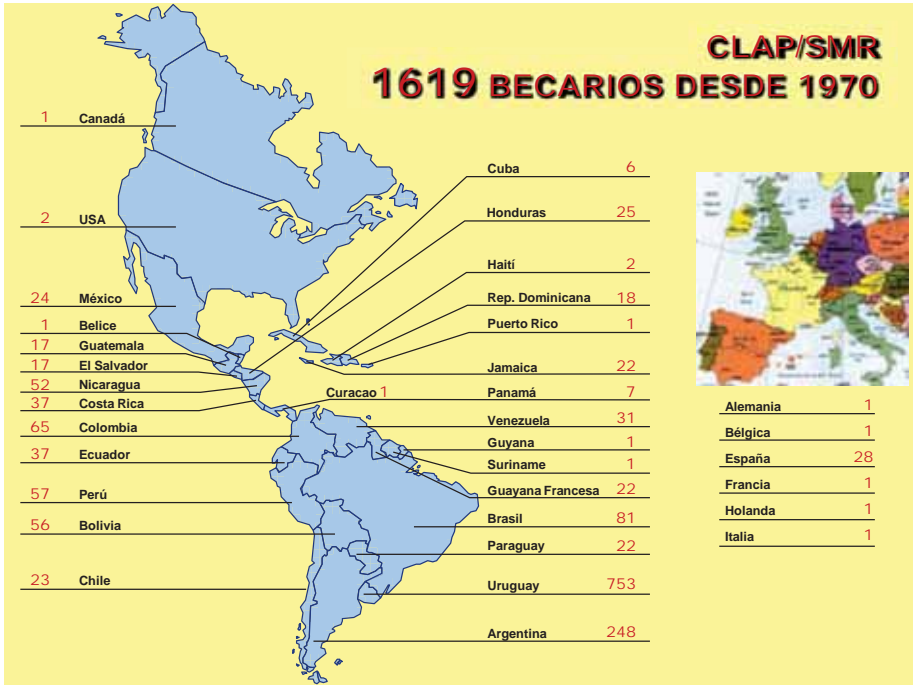 CLAP/SMR
1619 BECARIOS DESDE 1970
1 Canadá
2 USA
24 México
1 Belice
17 Guatemala
17 El Salvador
52 Nicaragua
37 Costa Rica
65 Colombia
37 Ecuador
57 Perú
56 Bolivia
23 Chile
Curacao 1
Cuba 6
Honduras 25
Haití 2
Rep. Dominicana 18
Puerto Rico 1
Jamaica 22
Panamá 7
Venezuela 31
Guyana 1
Suriname 1
Guayana Francesa 22
Brasil 81
Paraguay 22
Uruguay 753
Argentina 248
Alemania 1
Bélgica 1
España 28
Francia 1
Holanda 1
Italia 1